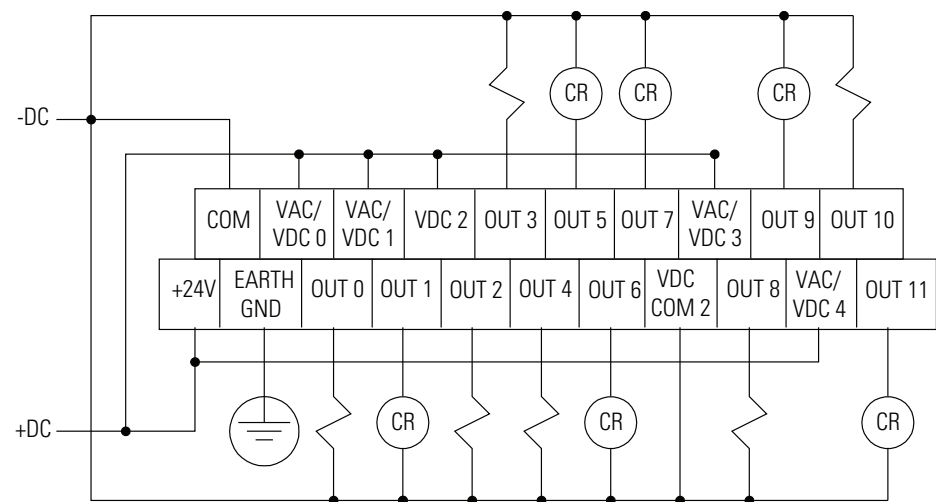 CR
CR
CR
-DC
COM
VAC/
VDC 0
VAC/
VDC 1
VDC 2
OUT 3
OUT 5
OUT 7
VAC/
VDC 3
OUT 9
OUT 10
+24V
EARTH
GND
OUT 0
OUT 1
OUT 2
OUT 4
OUT 6
VDC
COM 2
OUT 8
VAC/
VDC 4
OUT 11
+DC
CR
CR
CR